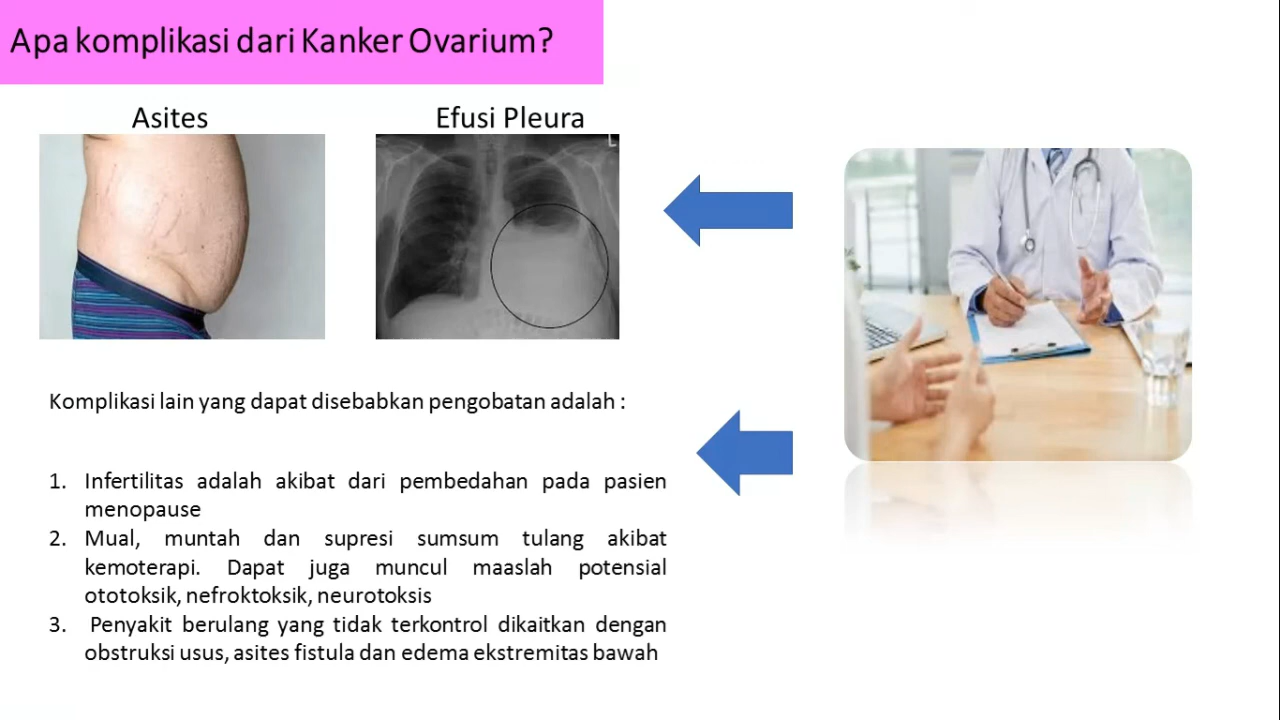 Apa komplikasi dari Kanker Ovarium?
Asites
Efusi Pleura
L
Komplikasi lain yang dapat disebabkan pengobatan adalah :
1. Infertilitas adalah akibat dari pembedahan pada pasien
menopause
2. Mual, muntah dan supresi sumsum tulang akibat
kemoterapi. Dapat juga muncul maaslah potensial
ototoksik, nefroktoksik, neurotoksis
3. Penyakit berulang yang tidak terkontrol dikaitkan dengan
obstruksi usus, asites fistula dan edema ekstremitas bawah